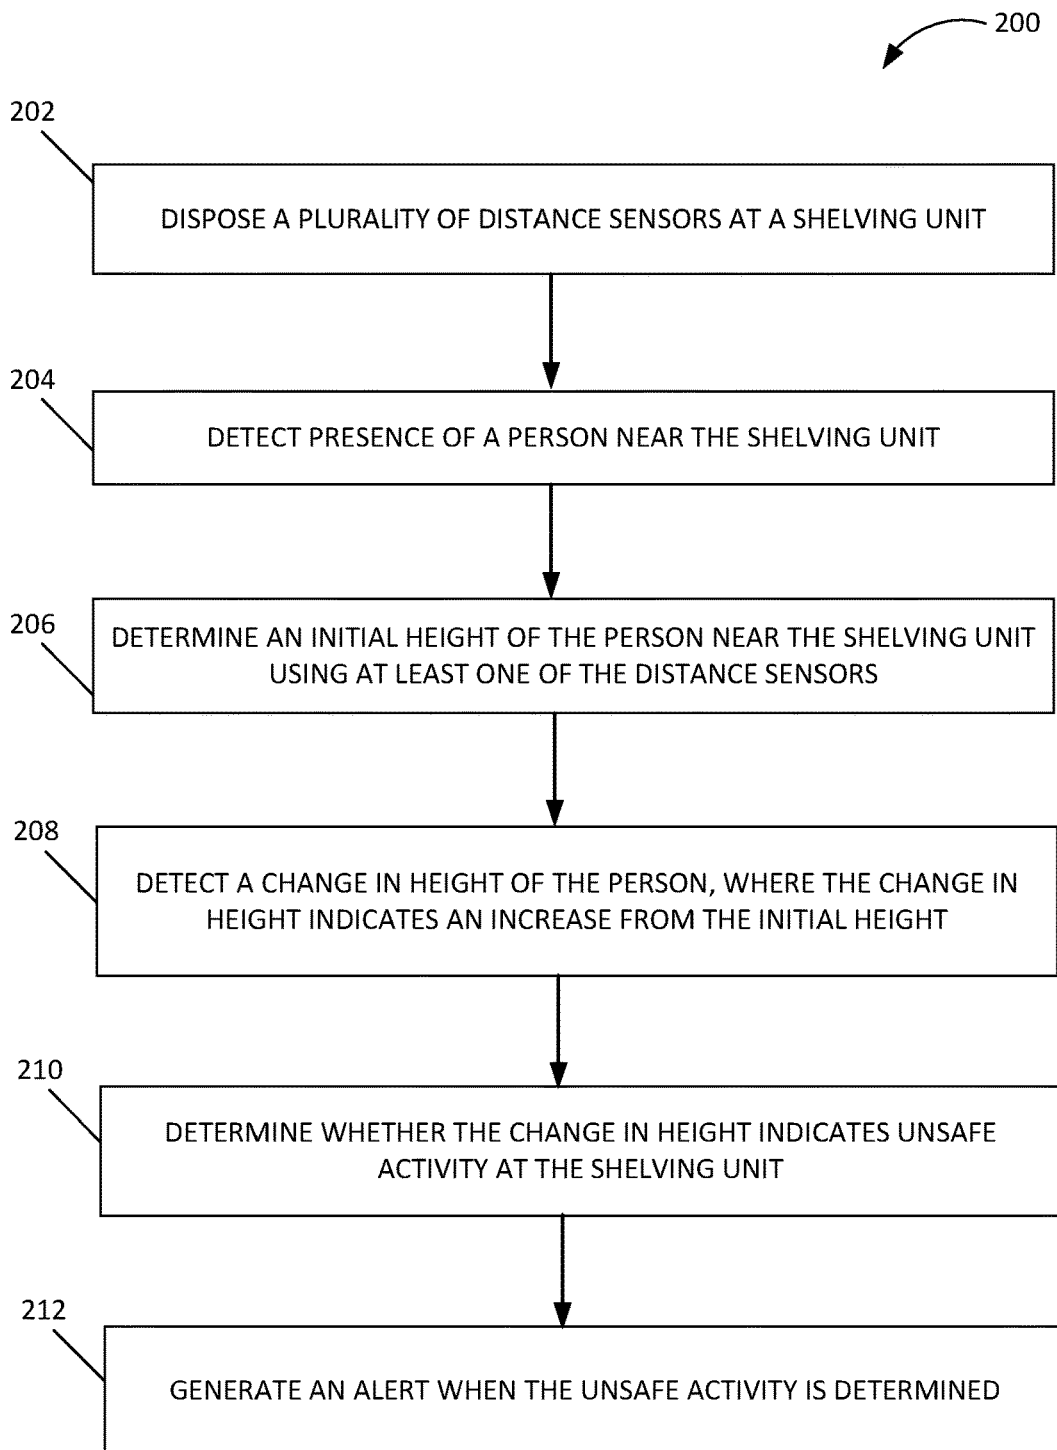 200
202
DISPOSE A PLURALITY OF DISTANCE SENSORS AT A SHELVING UNIT
204
DETECT PRESENCE OF A PERSON NEAR THE SHELVING UNIT
206
DETERMINE AN INITIAL HEIGHT OF THE PERSON NEAR THE SHELVING UNIT
USING AT LEAST ONE OF THE DISTANCE SENSORS
208
DETECT A CHANGE IN HEIGHT OF THE PERSON, WHERE THE CHANGE IN
HEIGHT INDICATES AN INCREASE FROM THE INITIAL HEIGHT
210
DETERMINE WHETHER THE CHANGE IN HEIGHT INDICATES UNSAFE
ACTIVITY AT THE SHELVING UNIT
212
GENERATE AN ALERT WHEN THE UNSAFE ACTIVITY IS DETERMINED